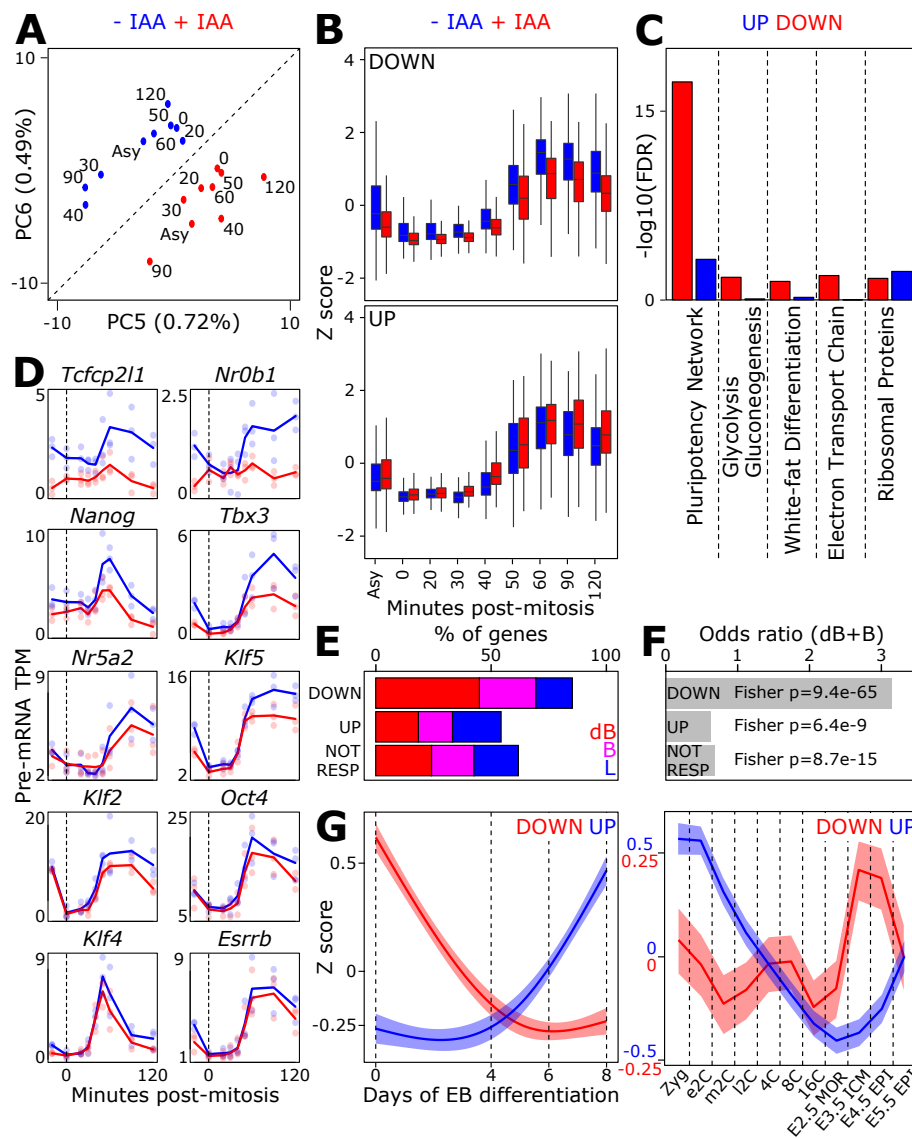 A
- IAA + IAA
10
PC6 (0.49%)
-10
-10
PC5 (0.72%)
10
120
50
0
60
20
Asy
30
90
40
0
20
50
120
60
30
Asy
40
90
B
- IAA + IAA
DOWN
4
2
0
-2
Z score
UP
4
2
0
-2
Asy
0
20
30
40
50
60
90
120
Minutes post-mitosis
C
UP DOWN
-log10(FDR)
15
0
Pluripotency Network
Glycolysis
Gluconeogenesis
White-fat Differentiation
Electron Transport Chain
Ribosomal Proteins
D
Pre-mRNA TPM
Tcfcp2l1
5
0
Nr0b1
2.5
0
Nanog
10
0
Tbx3
6
0
Nr5a2
9
2
Klf5
16
2
Klf2
20
0
Oct4
25
5
Klf4
9
0
Esrrb
9
1
0
120
0
120
Minutes post-mitosis
E
% of genes
0
50
100
DOWN
UP
NOT
RESP
dB
B
L
F
Odds ratio (dB+B)
0
1
2
3
DOWN Fisher p=9.4e-65
UP Fisher p=6.4e-9
NOT
RESP
Fisher p=8.7e-15
G
DOWN UP
Z score
0.5
0
-0.25
0
4
6
8
Days of EB differentiation
DOWN UP
0.5
0.25
0
0
-0.25
-0.5
Zyg
e2C
m2C
l2C
4C
8C
16C
E2.5 MOR
E3.5 ICM
E4.5 EPI
E5.5 EPI